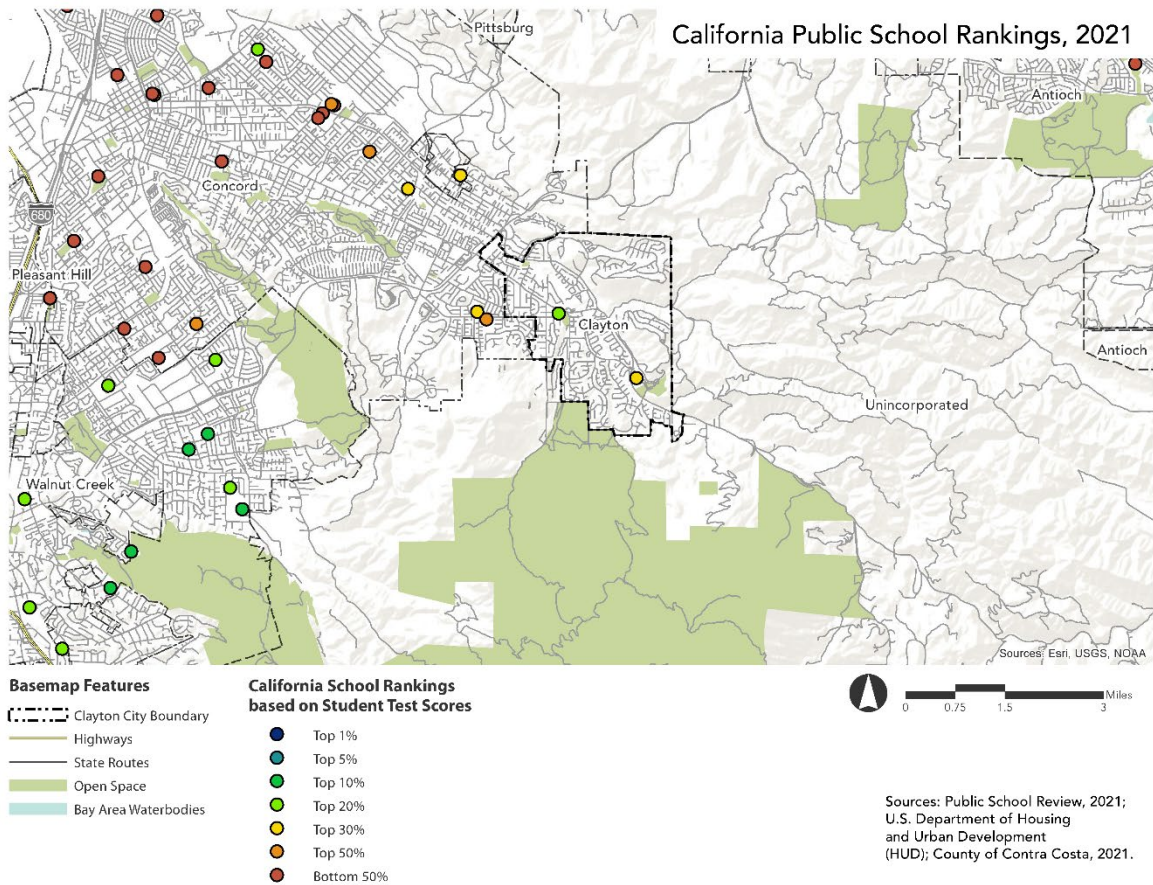 California Public School Rankings, 2021
Pittsburg
Antioch
Concord
680
Pleasant Hill
Clayton
Antioch
Unincorporated
Walnut Creek
Sources: Esri, USGS, NOAA
Basemap Features
Clayton City Boundary
Highways
State Routes
Open Space
Bay Area Waterbodies
California School Rankings
based on Student Test Scores
Top 1%
Top 5%
Top 10%
Top 20%
Top 30%
Top 50%
Bottom 50%
Miles
0 0.75 1.5 3
Sources: Public School Review, 2021;
U.S. Department of Housing
and Urban Development
(HUD); County of Contra Costa, 2021.